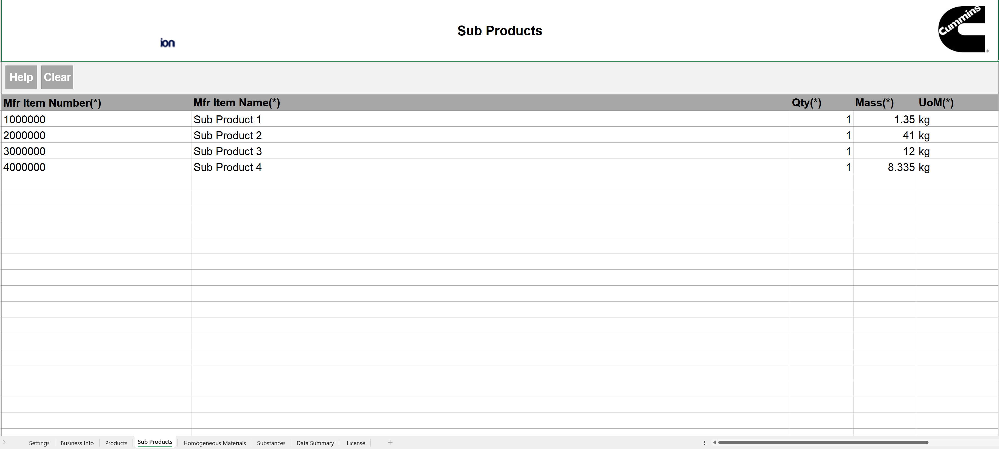 Sub Products
Cummins
®
ion
Help Clear
Mfr Item Number(*) Mfr Item Name(*) Qty(*) Mass(*) UoM(*)
1000000 Sub Product 1 1 1.35 kg
2000000 Sub Product 2 1 41 kg
3000000 Sub Product 3 1 12 kg
4000000 Sub Product 4 1 8.335 kg
Settings Business Info Products Sub Products Homogeneous Materials Substances Data Summary License